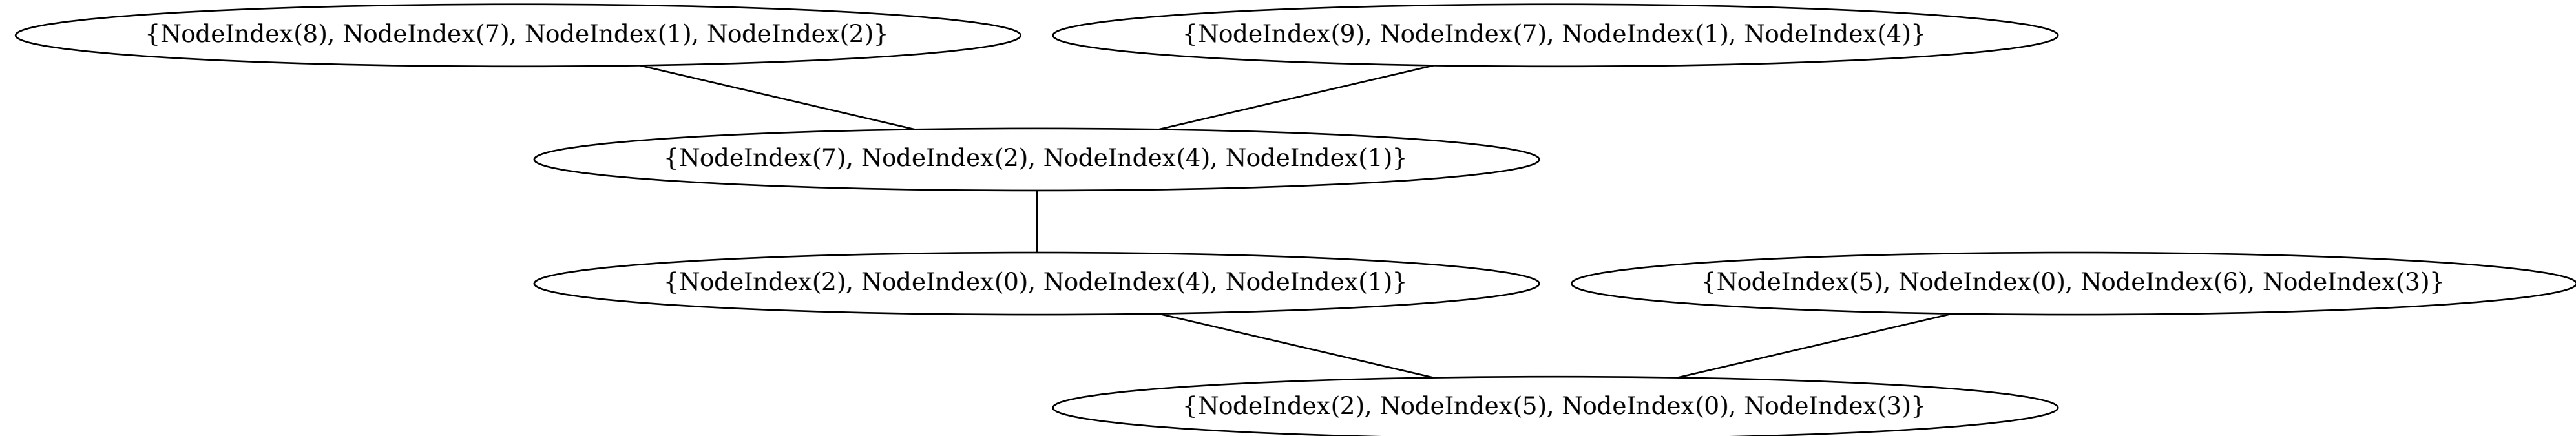 {NodeIndex(8), NodeIndex(7), NodeIndex(1), NodeIndex(2)}
{NodeIndex(9), NodeIndex(7), NodeIndex(1), NodeIndex(4)}
{NodeIndex(7), NodeIndex(2), NodeIndex(4), NodeIndex(1)}
{NodeIndex(2), NodeIndex(0), NodeIndex(4), NodeIndex(1)}
{NodeIndex(5), NodeIndex(0), NodeIndex(6), NodeIndex(3)}
{NodeIndex(2), NodeIndex(5), NodeIndex(0), NodeIndex(3)}